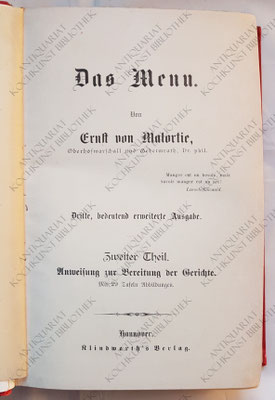 Das Menu.
Von
Ernst von Malortie,
Oberhofmarschall und Geheimrath, Dr. phil.
Dritte, bedeutend erweiterte Ausgabe.
Zweiter Theil.
Anweisung zur Bereitung der Gerichte.
Mit 29 Tafeln Abbildungen.
Hannover.
Klindworth's Verlag.
ANTIQUARIAT
KOCHKUNST BIBLIOTHEK